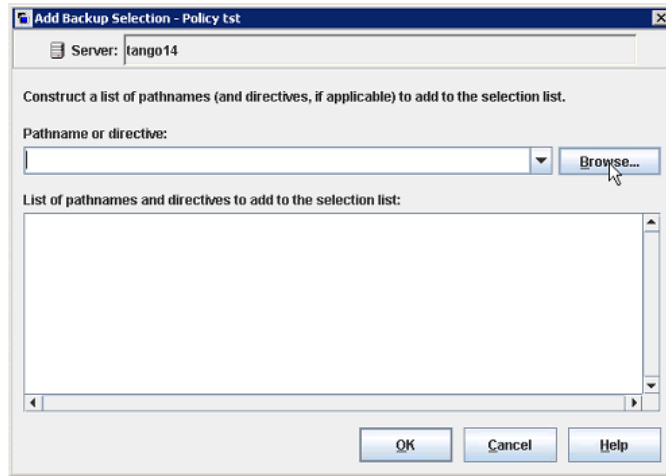 Add Backup Selection - Policy tst
Server: tango14
Construct a list of pathnames (and directives, if applicable) to add to the selection list.
Pathname or directive:
Browse...
List of pathnames and directives to add to the selection list:
OK Cancel Help